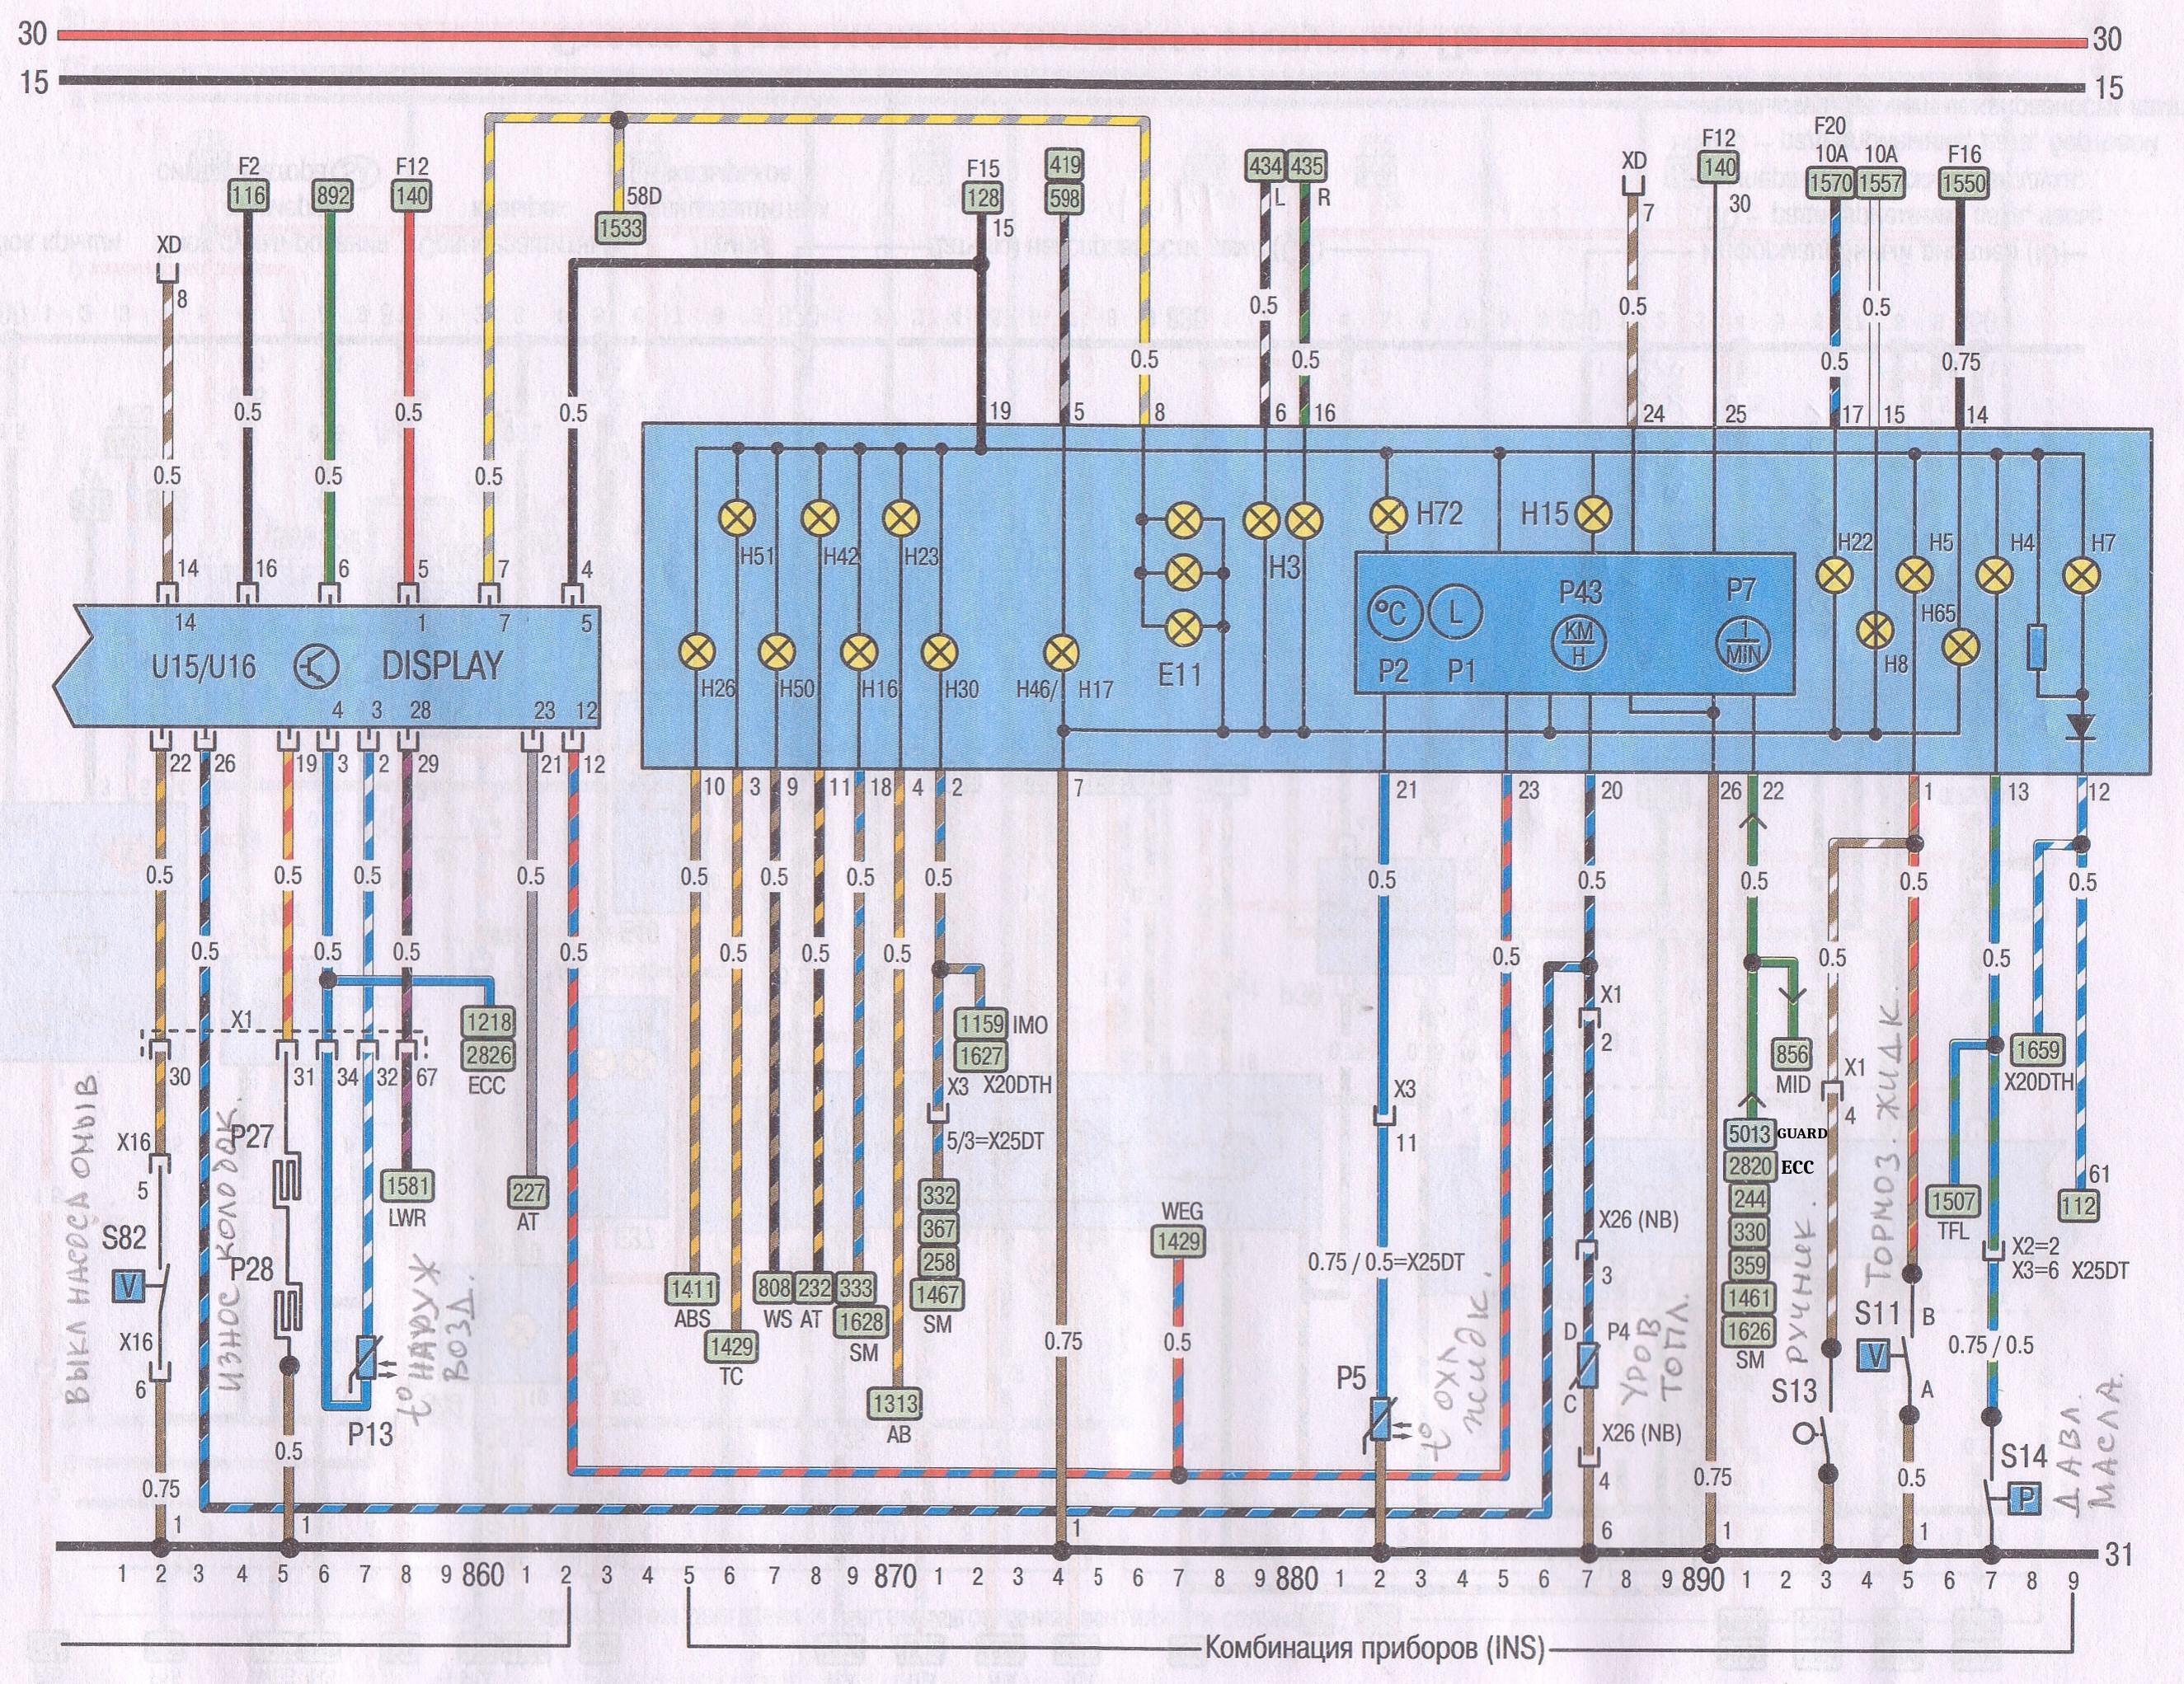 30 30
15 15
F20
F12 10A 10A F16
XD 140 1570 1557 1550
F2 F12 F15 419 434 435
116 892 140 58D 128 598 L R 7 30
1533 15
XD
8
0.5 0.5 0.5
0.5 0.5 0.5 0.75
0.5 0.5 0.5 19 5 8 6 16 24 25 17 15 14
0.5 0.5 0.5
14 16 6 5 7 4
14 1 7 5
U15/U16 DISPLAY
4 3 28 23 12
22 26 19 3 2 29 21 12
H72 H15
H51 H42 H23 H3 H22 H5 H4 H7
°C L P43 P7
KM
H
1
MIN
H65
P2 P1 H8
H26 H50 H16 H30 H46/ H17 E11
10 3 9 11 18 4 2 7 21 23 20 26 22 1 13 12
0.5 0.5 0.5 0.5 0.5 0.5 0.5 0.5 0.5 0.5 0.5 0.5
0.5 0.5 0.5 0.5 0.5 0.5 0.5 0.5 0.5 0.5
X1 1218 1159 IMO X1
2826 1627 2 856 1659
30 31 34 32 67 ECC X3 X20DTH MID X1 X20DTH
X3 4
X16 P27 5/3=X25DT 11 5013 GUARD
2820 ECC
5 1581 227 332 244 1507 61
LWR AT 367 WEG X26 (NB) 330 TFL 112
S82 258 1429 359 X2=2
V P28 1411 808 232 333 1467 0.75 / 0.5=X25DT 3 1461 X3=6 X25DT
ABS WS AT 1628 SM 1626 S11 B
X16 1429 SM 0.75 0.5 D P4 SM V 0.75 / 0.5
TC
6 1313 P5 C S13 A
P13 AB X26 (NB) S14
0.5 4 0.75 0.5 P
0.75
1 1 1 6 1 1
31
1 2 3 4 5 6 7 8 9 860 1 2 3 4 5 6 7 8 9 870 1 2 3 4 5 6 7 8 9 880 1 2 3 4 5 6 7 8 9 890 1 2 3 4 5 6 7 8 9
Комбинация приборов (INS)
ВЫКЛ НАСОСА ОМЫВ
ИЗНОС КОЛОДОК.
t° НАРУЖ
ВОЗД.
t° ОХЛ
ЖИДК.
УРОВ
ТОПЛ.
РУЧНИК.
ТОРМОЗ. ЖИДК.
ДАВЛ.
МАСЛА.